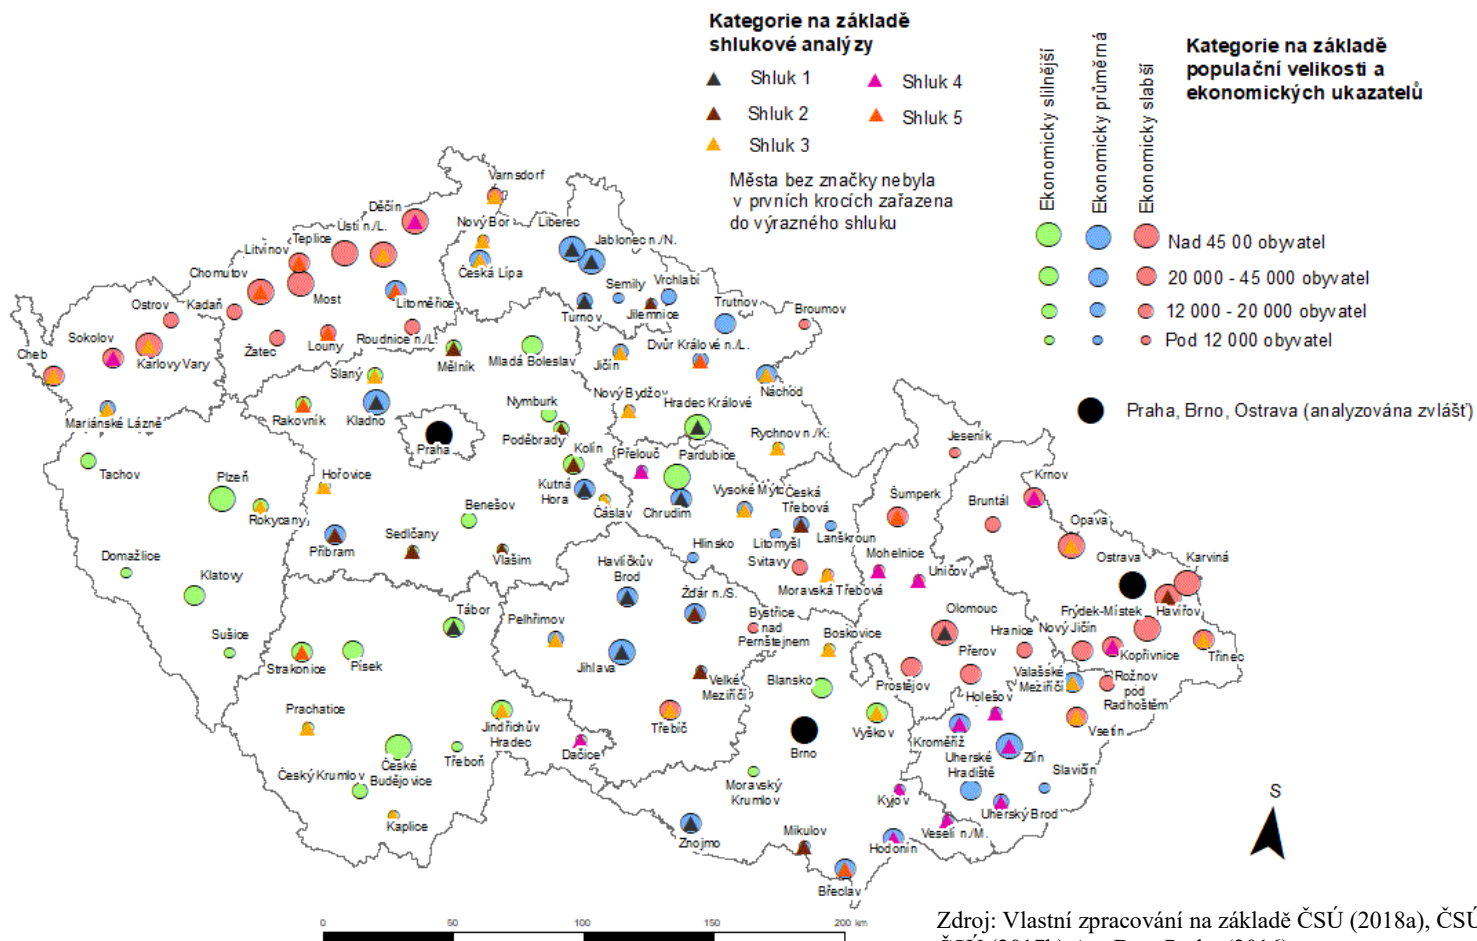 Kategorie na základě
shlukové analýzy
Shluk 1
Shluk 2
Shluk 3
Shluk 4
Shluk 5
Města bez značky nebyla
v prvních krocích zařazena
do výrazného shluku
Ekonomicky slilnější
Ekonomicky průměrná
Ekonomicky slabší
Kategorie na základě
populační velikosti a
ekonomických ukazatelů
Nad 45 00 obyvatel
20 000 - 45 000 obyvatel
12 000 - 20 000 obyvatel
Pod 12 000 obyvatel
Praha, Brno, Ostrava (analyzována zvlášť)
Varnsdorf
Děčín
Ústí n./L.
Teplice
Litvínov
Chomutov
Nový Bor
Liberec
Jablonec n./N.
Česká Lípa
Semily
Vrchlabí
Ostrov
Kadaň
Most
Litoměřice
Turnov
Jilemnice
Trutnov
Broumov
Sokolov
Žatec
Louny
Roudnice n./L.
Cheb
Karlovy Vary
Mělník
Mladá Boleslav
Jičín
Dvůr Králové n./L.
Slaný
Náchod
Mariánské Lázně
Rakovník
Kladno
Nymburk
Nový Bydžov
Hradec Králové
Praha
Poděbrady
Rychnov n./K.
Jeseník
Tachov
Kolín
Přelouč
Pardubice
Plzeň
Hořovice
Kutná
Hora
Vysoké Mýto
Česká
Třebová
Šumperk
Bruntál
Krnov
Rokycany
Benešov
Čáslav
Chrudim
Opava
Příbram
Sedlčany
Litomyšl
Lanškroun
Ostrava
Karviná
Domažlice
Vlašim
Havlíčkův
Brod
Hlinsko
Svitavy
Mohelnice
Uničov
Klatovy
Žďár n./S.
Moravská Třebová
Tábor
Pelhřimov
Bystřice
nad
Pernštejnem
Olomouc
Frýdek-Místek
Havířov
Sušice
Boskovice
Hranice
Nový Jičín
Strakonice
Písek
Jihlava
Přerov
Kopřivnice
Třinec
Velké
Meziříčí
Blansko
Prostějov
Valašské
Meziříčí
Rožnov
pod
Radhoštěm
Prachatice
Jindřichův
Hradec
Třebíč
Vyškov
Holešov
Vsetín
České
Budějovice
Třeboň
Dačice
Brno
Kroměříž
Uherské
Hradiště
Zlín
Český Krumlov
Moravský
Krumlov
Slavičín
Kyjov
Uherský Brod
Kaplice
Znojmo
Mikulov
Hodonín
Veselí n./M.
Břeclav
S
0 50 100 150 200 km
Zdroj: Vlastní zpracování na základě ČSÚ (2018a), ČSÚ